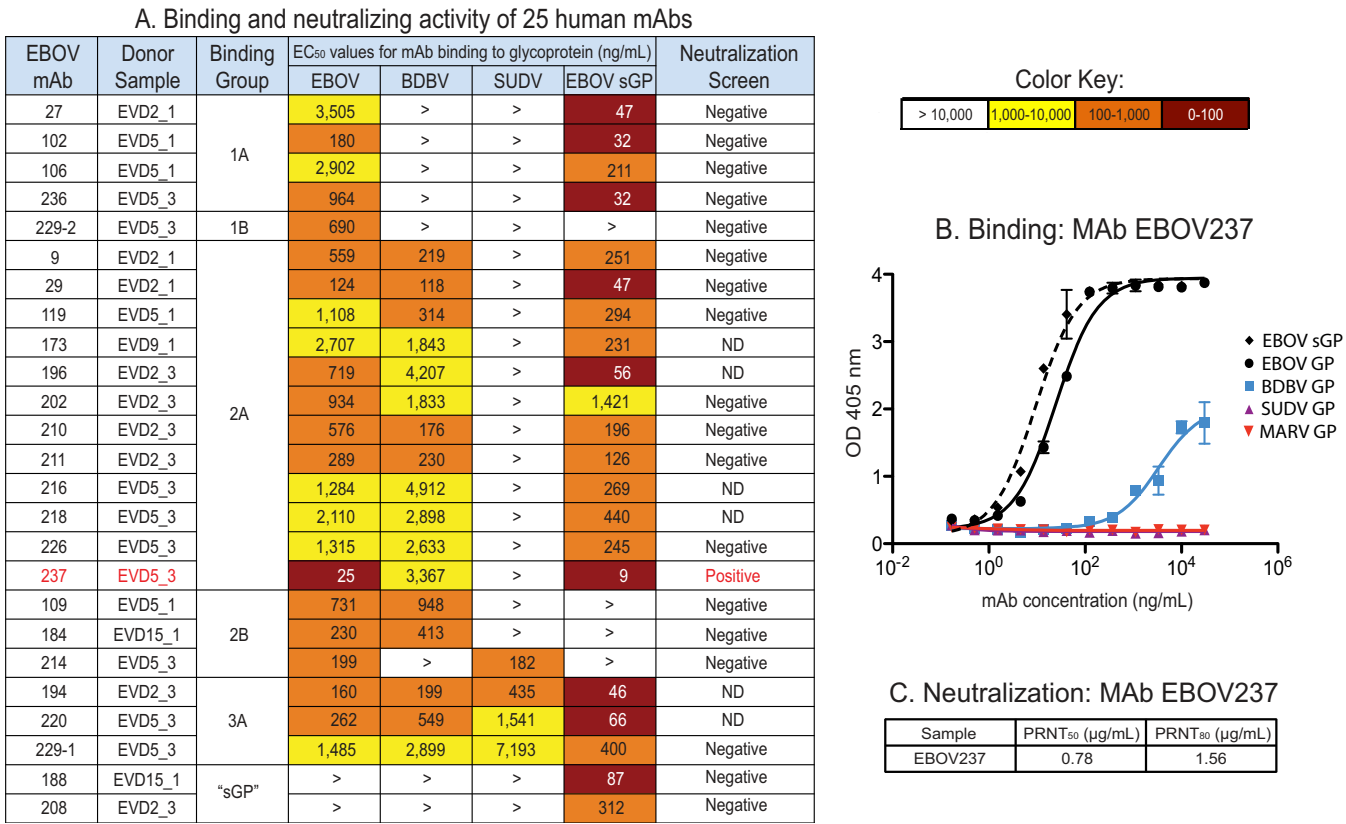 A. Binding and neutralizing activity of 25 human mAbs
EBOV mAb | Donor Sample | Binding Group | EC50 values for mAb binding to glycoprotein (ng/mL) | Neutralization Screen
EBOV | BDBV | SUDV | EBOV sGP
27 | EVD2_1 | 1A | 3,505 | > | > | 47 | Negative
102 | EVD5_1 | 180 | > | > | 32 | Negative
106 | EVD5_1 | 2,902 | > | > | 211 | Negative
236 | EVD5_3 | 964 | > | > | 32 | Negative
229-2 | EVD5_3 | 1B | 690 | > | > | > | Negative
9 | EVD2_1 | 2A | 559 | 219 | > | 251 | Negative
29 | EVD2_1 | 124 | 118 | > | 47 | Negative
119 | EVD5_1 | 1,108 | 314 | > | 294 | Negative
173 | EVD9_1 | 2,707 | 1,843 | > | 231 | ND
196 | EVD2_3 | 719 | 4,207 | > | 56 | ND
202 | EVD2_3 | 934 | 1,833 | > | 1,421 | Negative
210 | EVD2_3 | 576 | 176 | > | 196 | Negative
211 | EVD2_3 | 289 | 230 | > | 126 | Negative
216 | EVD5_3 | 1,284 | 4,912 | > | 269 | ND
218 | EVD5_3 | 2,110 | 2,898 | > | 440 | ND
226 | EVD5_3 | 1,315 | 2,633 | > | 245 | Negative
237 | EVD5_3 | 25 | 3,367 | > | 9 | Positive
109 | EVD5_1 | 2B | 731 | 948 | > | > | Negative
184 | EVD15_1 | 230 | 413 | > | > | Negative
214 | EVD5_3 | 199 | > | 182 | > | Negative
194 | EVD2_3 | 3A | 160 | 199 | 435 | 46 | ND
220 | EVD5_3 | 262 | 549 | 1,541 | 66 | ND
229-1 | EVD5_3 | 1,485 | 2,899 | 7,193 | 400 | Negative
188 | EVD15_1 | "sGP" | > | > | > | 87 | Negative
208 | EVD2_3 | > | > | > | 312 | Negative
Color Key:
> 10,000 | 1,000-10,000 | 100-1,000 | 0-100
B. Binding: MAb EBOV237
OD 405 nm
4
3
2
1
0
10-2 100 102 104 106
mAb concentration (ng/mL)
EBOV sGP
EBOV GP
BDBV GP
SUDV GP
MARV GP
C. Neutralization: MAb EBOV237
Sample | PRNT50 (µg/mL) | PRNT80 (µg/mL)
EBOV237 | 0.78 | 1.56